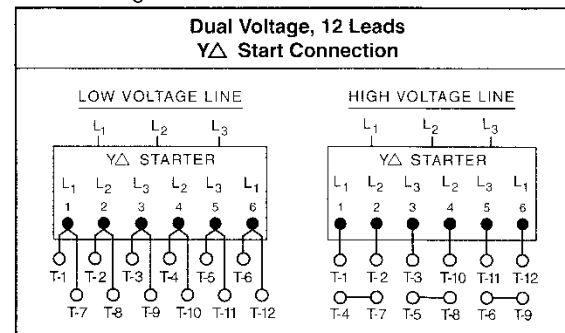 Dual Voltage, 12 Leads
Y△ Start Connection
LOW VOLTAGE LINE
L1 L2 L3
Y△ STARTER
L1 L2 L3 L2 L3 L1
1 2 3 4 5 6
T-1 T-2 T-3 T-4 T-5 T-6
T-7 T-8 T-9 T-10 T-11 T-12
HIGH VOLTAGE LINE
L1 L2 L3
Y△ STARTER
L1 L2 L3 L2 L3 L1
1 2 3 4 5 6
T-1 T-2 T-3 T-10 T-11 T-12
T-4 T-7 T-5 T-8 T-6 T-9